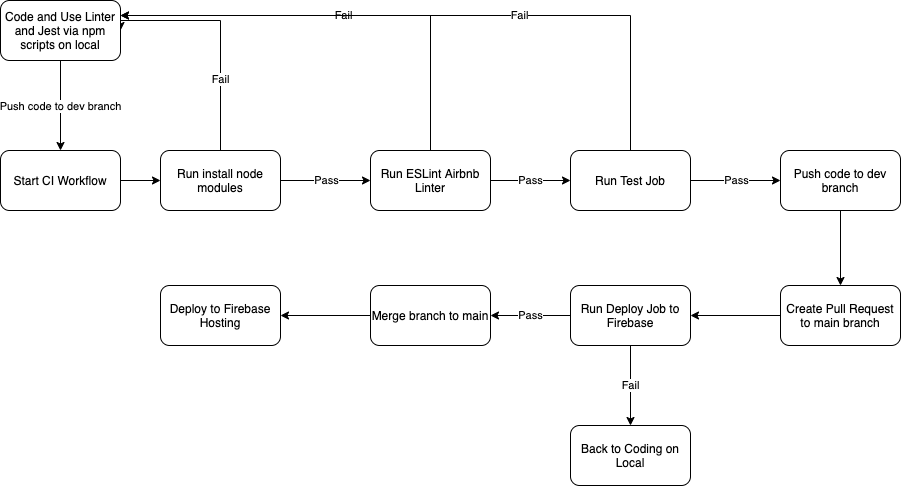 Code and Use Linter
and Jest via npm
scripts on local
Fail
Fail
Fail
Push code to dev branch
Start CI Workflow
Run install node
modules
Pass
Run ESLint Airbnb
Linter
Pass
Run Test Job
Pass
Push code to dev
branch
Deploy to Firebase
Hosting
Merge branch to main
Pass
Run Deploy Job to
Firebase
Create Pull Request
to main branch
Fail
Back to Coding on
Local